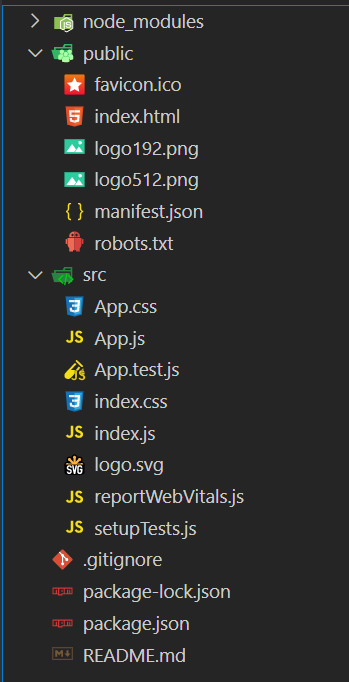 node_modules
public
favicon.ico
index.html
logo192.png
logo512.png
manifest.json
robots.txt
src
App.css
JS App.js
App.test.js
index.css
JS index.js
SVG logo.svg
JS reportWebVitals.js
JS setupTests.js
.gitignore
package-lock.json
package.json
README.md